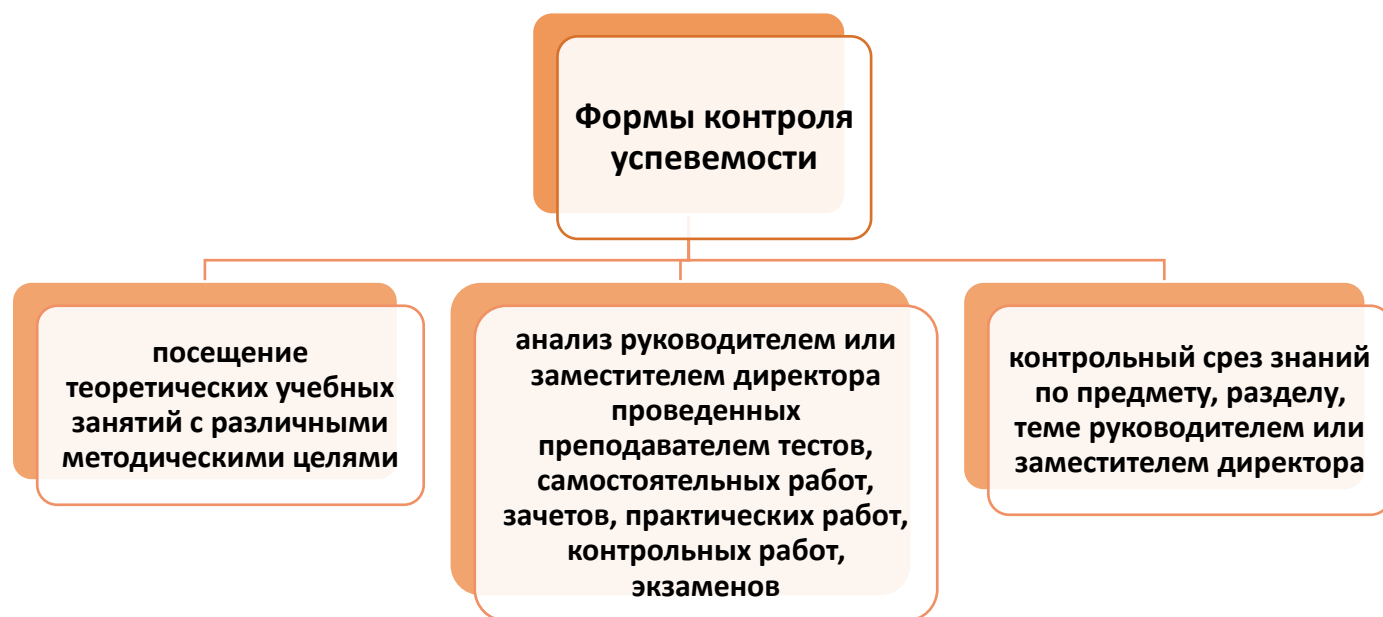 Формы контроля
успевемости
посещение
теоретических учебных
занятий с различными
методическими целями
анализ руководителем или
заместителем директора
проведенных
преподавателем тестов,
самостоятельных работ,
зачетов, практических работ,
контрольных работ,
экзаменов
контрольный срез знаний
по предмету, разделу,
теме руководителем или
заместителем директора